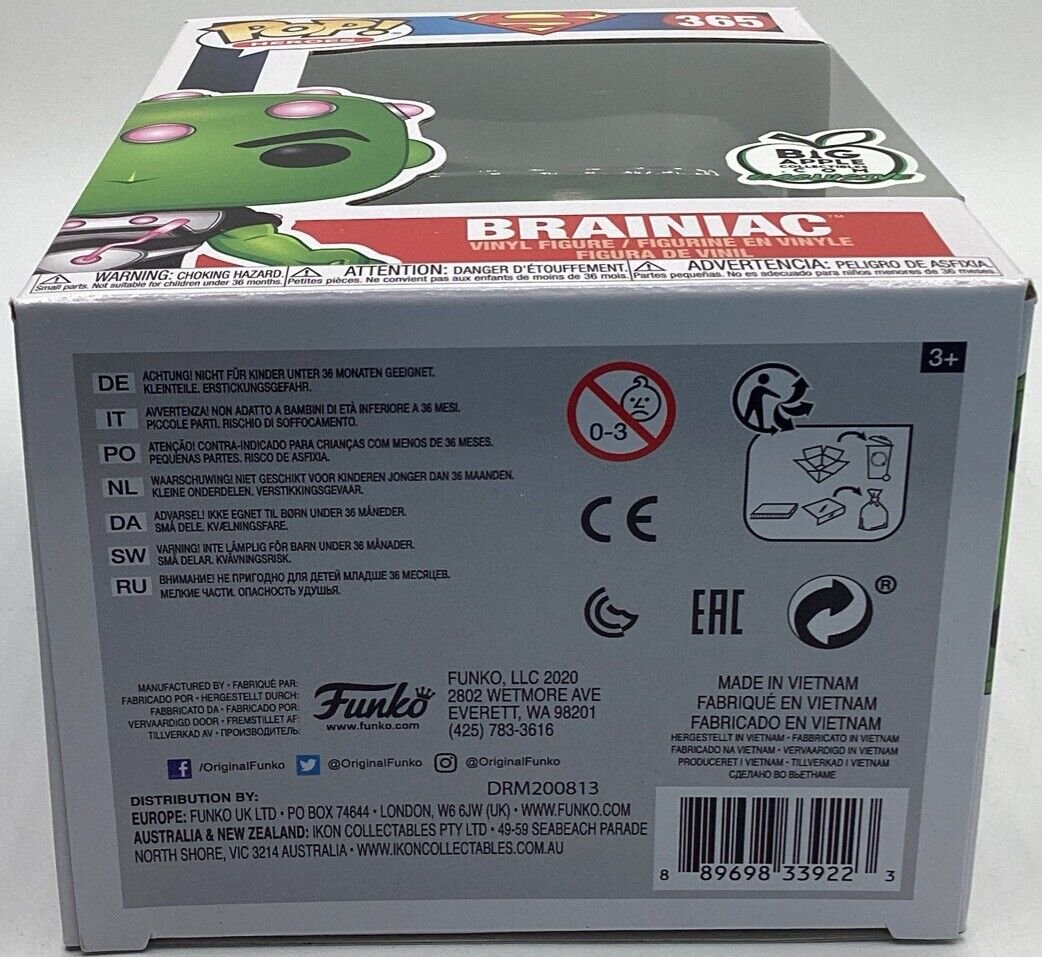 POP!
HEROES
365
BIG
APPLE
COLLECTIBLES
.COM
EXCLUSIVE
BRAINIAC™
VINYL FIGURE / FIGURINE EN VINYLE
FIGURA DE VINIL
WARNING: CHOKING HAZARD.
Small parts. Not suitable for children under 36 months.
ATTENTION: DANGER D'ÉTOUFFEMENT.
Petites pièces. Ne convient pas aux enfants de moins de 36 mois.
ADVERTENCIA: PELIGRO DE ASFIXIA
Partes pequeñas. No es adecuado para niños menores de 36 meses
3+
DE ACHTUNG! NICHT FÜR KINDER UNTER 36 MONATEN GEEIGNET.
KLEINTEILE. ERSTICKUNGSGEFAHR.
IT AVVERTENZA! NON ADATTO A BAMBINI DI ETÀ INFERIORE A 36 MESI.
PICCOLE PARTI. RISCHIO DI SOFFOCAMENTO.
PO ATENÇÃO! CONTRA-INDICADO PARA CRIANÇAS COM MENOS DE 36 MESES.
PEQUENAS PARTES. RISCO DE ASFIXIA.
NL WAARSCHUWING! NIET GESCHIKT VOOR KINDEREN JONGER DAN 36 MAANDEN.
KLEINE ONDERDELEN. VERSTIKKINGSGEVAAR.
DA ADVARSEL! IKKE EGNET TIL BØRN UNDER 36 MÅNEDER.
SMÅ DELE. KVÆLNINGSFARE.
SW VARNING! INTE LÄMPLIG FÖR BARN UNDER 36 MÅNADER.
SMÅ DELAR. KVÄVNINGSRISK.
RU ВНИМАНИЕ! НЕ ПРИГОДНО ДЛЯ ДЕТЕЙ МЛАДШЕ 36 МЕСЯЦЕВ.
МЕЛКИЕ ЧАСТИ. ОПАСНОСТЬ УДУШЬЯ.
0-3
CE
EAC
®
MANUFACTURED BY • FABRIQUÉ PAR:
FABRICADO POR • HERGESTELLT DURCH:
FABBRICATO DA • FABRICADO POR:
VERVAARDIGD DOOR • FREMSTILLET AF:
TILLVERKAD AV • ПРОИЗВОДИТЕЛЬ:
Funko
www.funko.com
FUNKO, LLC 2020
2802 WETMORE AVE
EVERETT, WA 98201
(425) 783-3616
MADE IN VIETNAM
FABRIQUÉ EN VIETNAM
FABRICADO EN VIETNAM
HERGESTELLT IN VIETNAM • FABBRICATO IN VIETNAM
FABRICADO NA VIETNAM • VERVAARDIGD IN VIETNAM
PRODUCERET I VIETNAM • TILLVERKAD I VIETNAM
СДЕЛАНО ВО ВЬЕТНАМЕ
/OriginalFunko @OriginalFunko @OriginalFunko
DRM200813
DISTRIBUTION BY:
EUROPE: FUNKO UK LTD • PO BOX 74644 • LONDON, W6 6JW (UK) • WWW.FUNKO.COM
AUSTRALIA & NEW ZEALAND: IKON COLLECTABLES PTY LTD • 49-59 SEABEACH PARADE
NORTH SHORE, VIC 3214 AUSTRALIA • WWW.IKONCOLLECTABLES.COM.AU
8 89698 33922 3